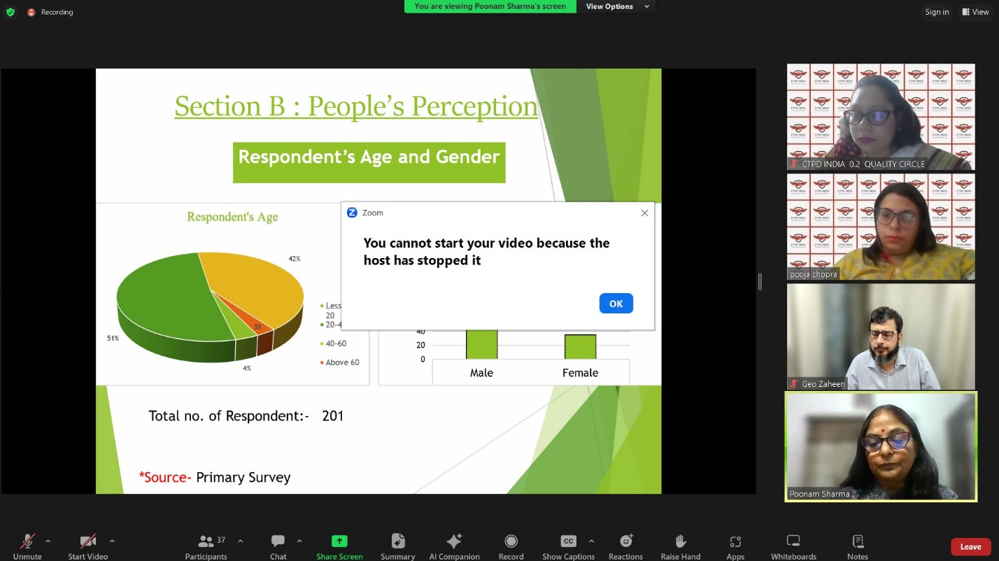 Recording
You are viewing Poonam Sharma's screen
View Options
Sign in
View
Section B : People's Perception
Respondent's Age and Gender
Respondent's Age
42%
3%
51%
4%
Less
20
20-4
40-60
Above 60
Zoom
You cannot start your video because the
host has stopped it
OK
40
20
0
Male
Female
Total no. of Respondent:- 201
*Source- Primary Survey
CTPD INDIA 0.2 QUALITY CIRCLE
CTPD INDIA
pooja chopra
Geo Zaheen
Poonam Sharma
Unmute
Start Video
Participants
37
Chat
Share Screen
Summary
AI Companion
Record
CC
Show Captions
Reactions
Raise Hand
Apps
Whiteboards
Notes
Leave